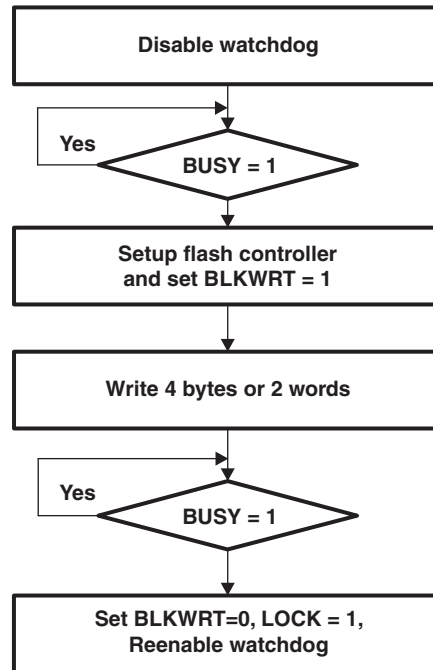 Disable watchdog
Yes
BUSY = 1
Setup flash controller
and set BLKWRT = 1
Write 4 bytes or 2 words
Yes
BUSY = 1
Set BLKWRT=0, LOCK = 1,
Reenable watchdog